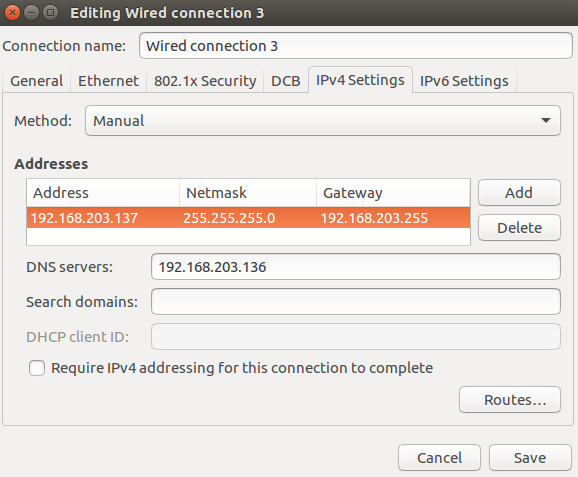 Editing Wired connection 3
Connection name: Wired connection 3
General Ethernet 802.1x Security DCB IPv4 Settings IPv6 Settings
Method: Manual
Addresses
Address Netmask Gateway Add
192.168.203.137 255.255.255.0 192.168.203.255
Delete
DNS servers: 192.168.203.136
Search domains:
DHCP client ID:
Require IPv4 addressing for this connection to complete
Routes...
Cancel Save